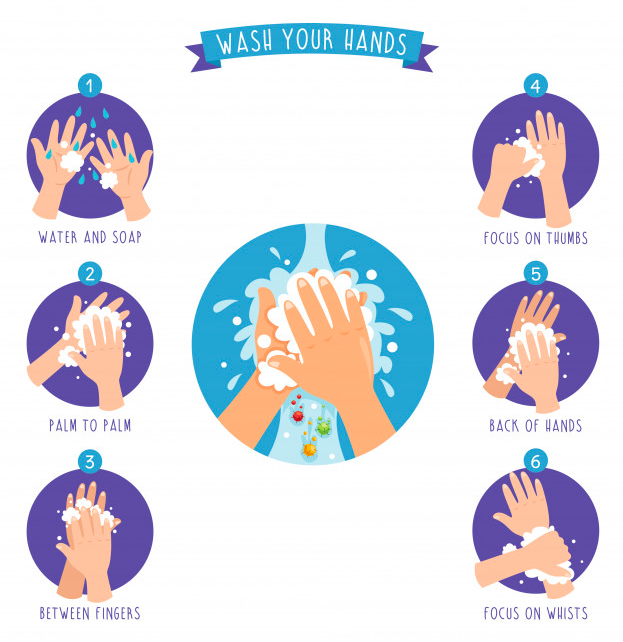 WASH YOUR HANDS
1
WATER AND SOAP
2
PALM TO PALM
3
BETWEEN FINGERS
4
FOCUS ON THUMBS
5
BACK OF HANDS
6
FOCUS ON WHISTS